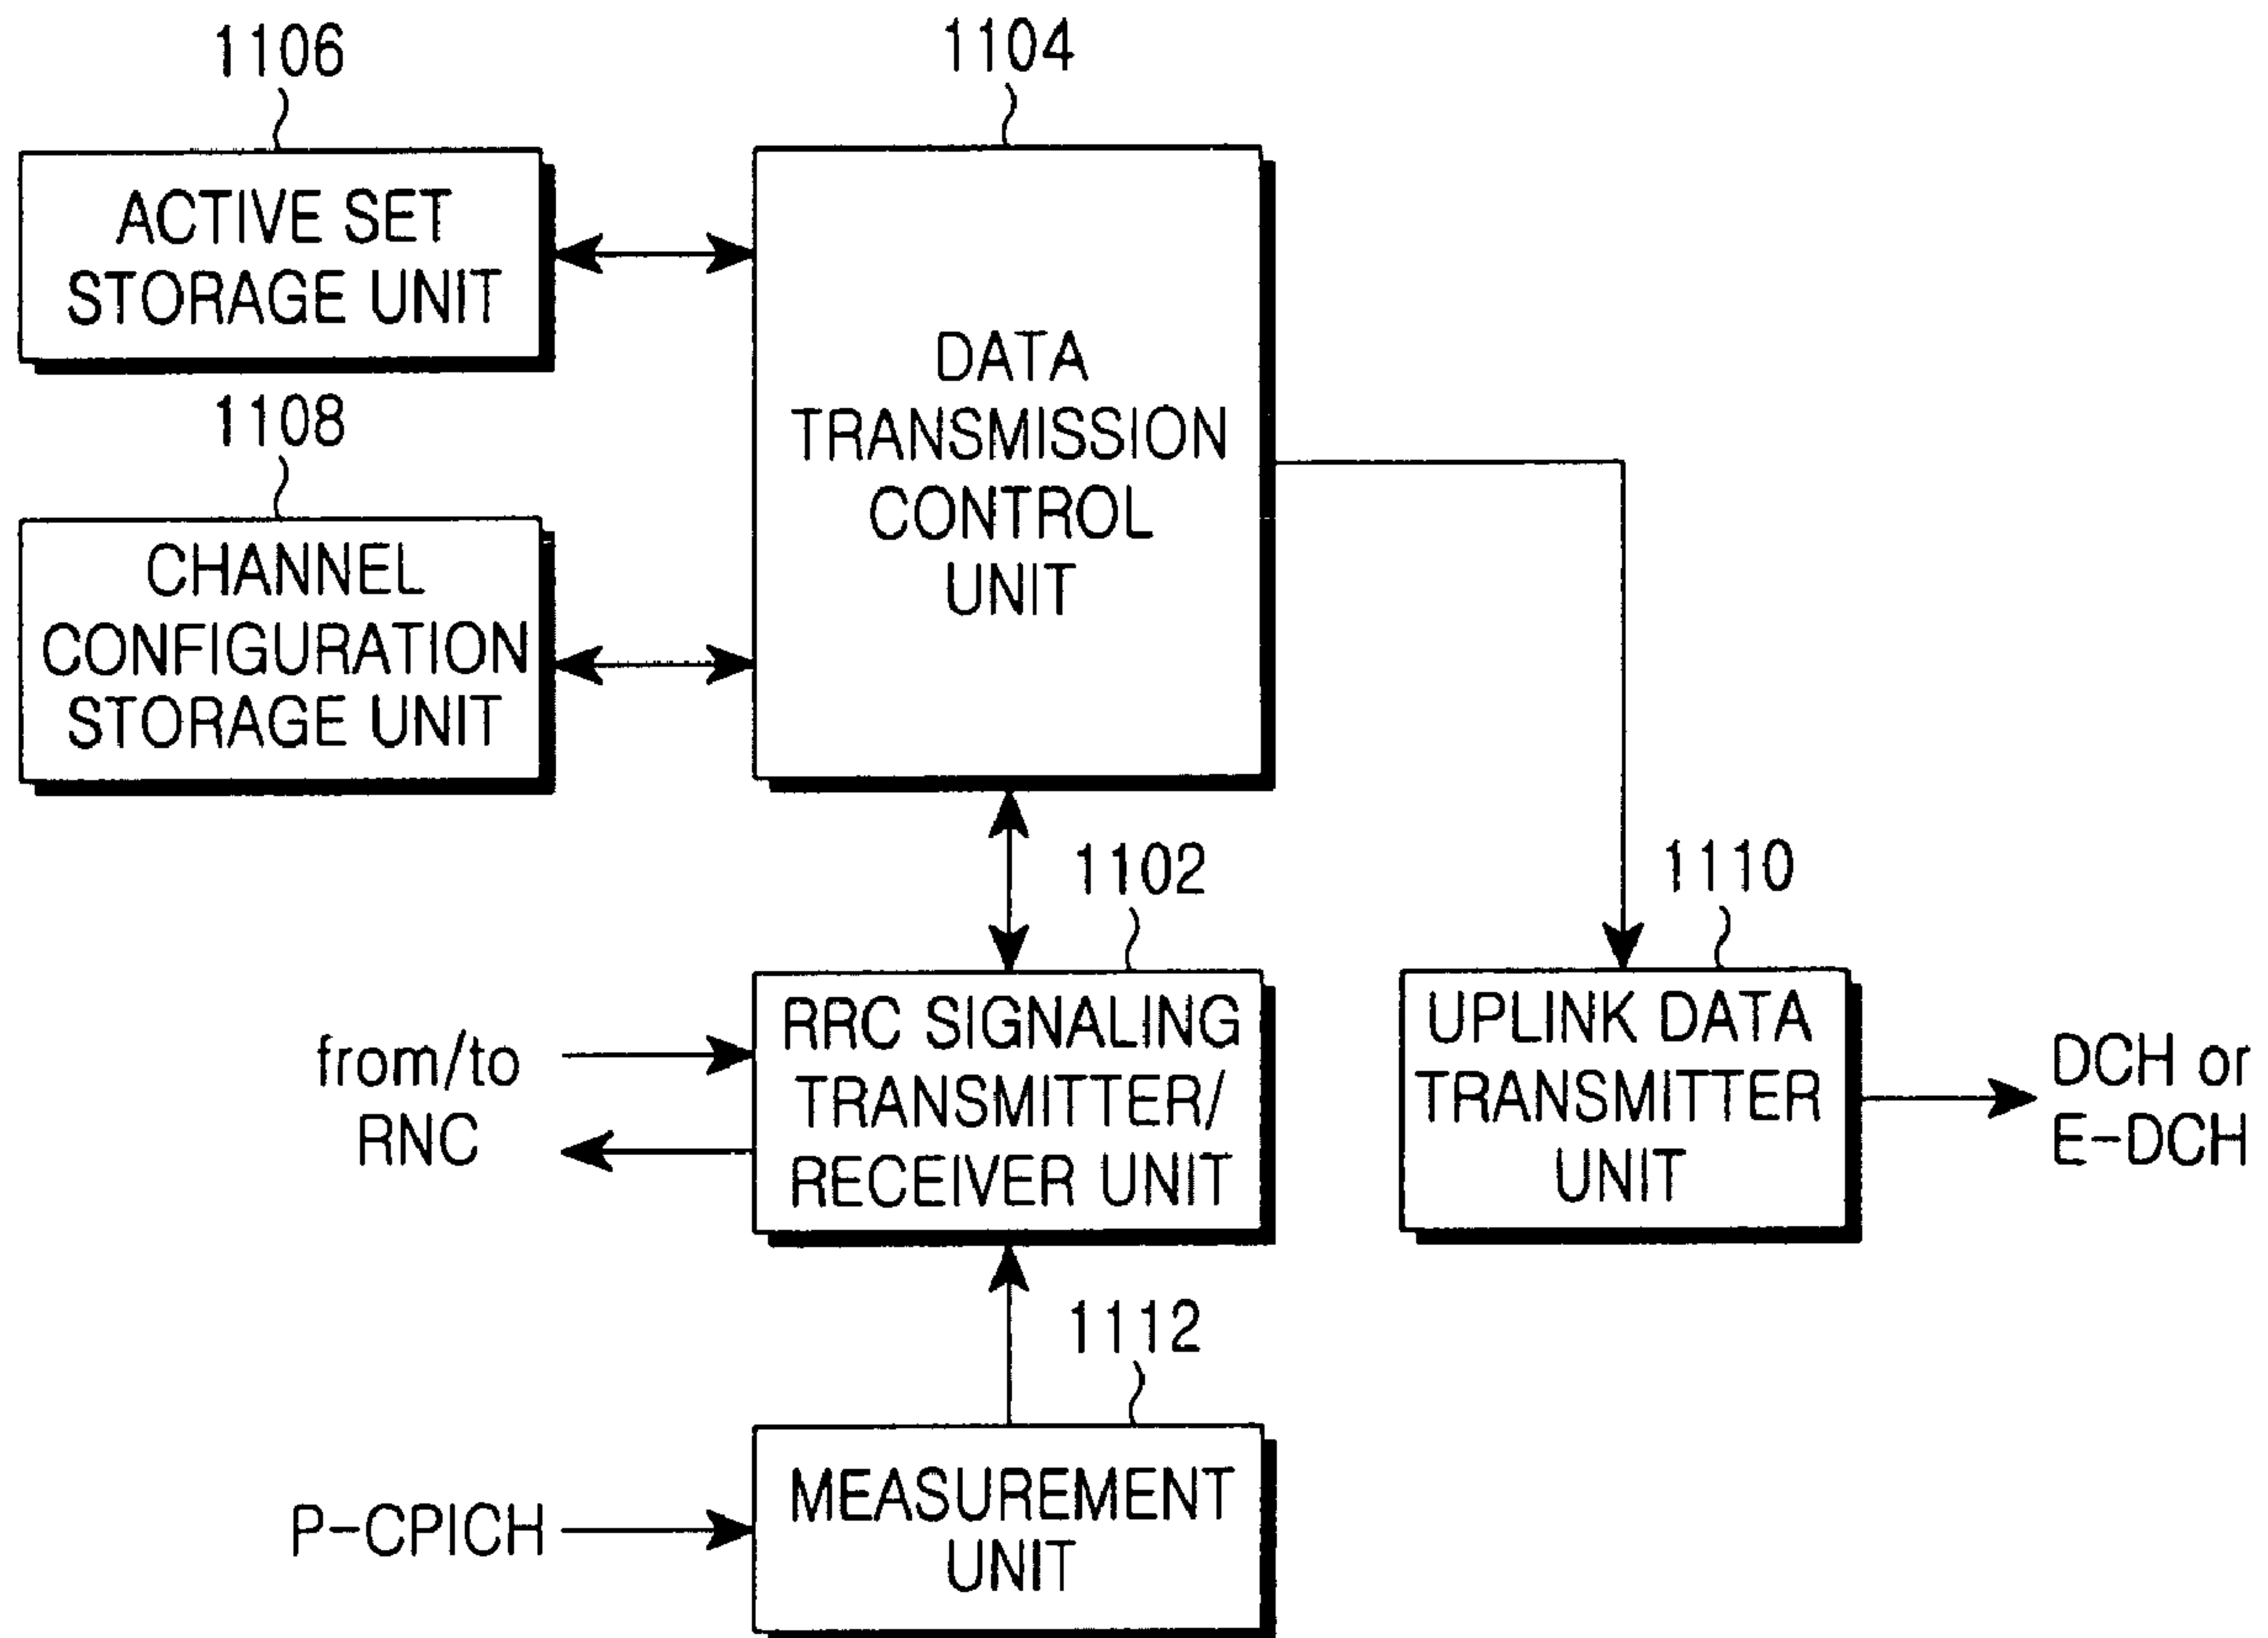 1106
1104
ACTIVE SET
STORAGE UNIT
1108
CHANNEL
CONFIGURATION
STORAGE UNIT
DATA
TRANSMISSION
CONTROL
UNIT
1102
1110
from/to
RNC
RRC SIGNALING
TRANSMITTER/
RECEIVER UNIT
UPLINK DATA
TRANSMITTER
UNIT
DCH or
E-DCH
1112
P-CPICH
MEASUREMENT
UNIT